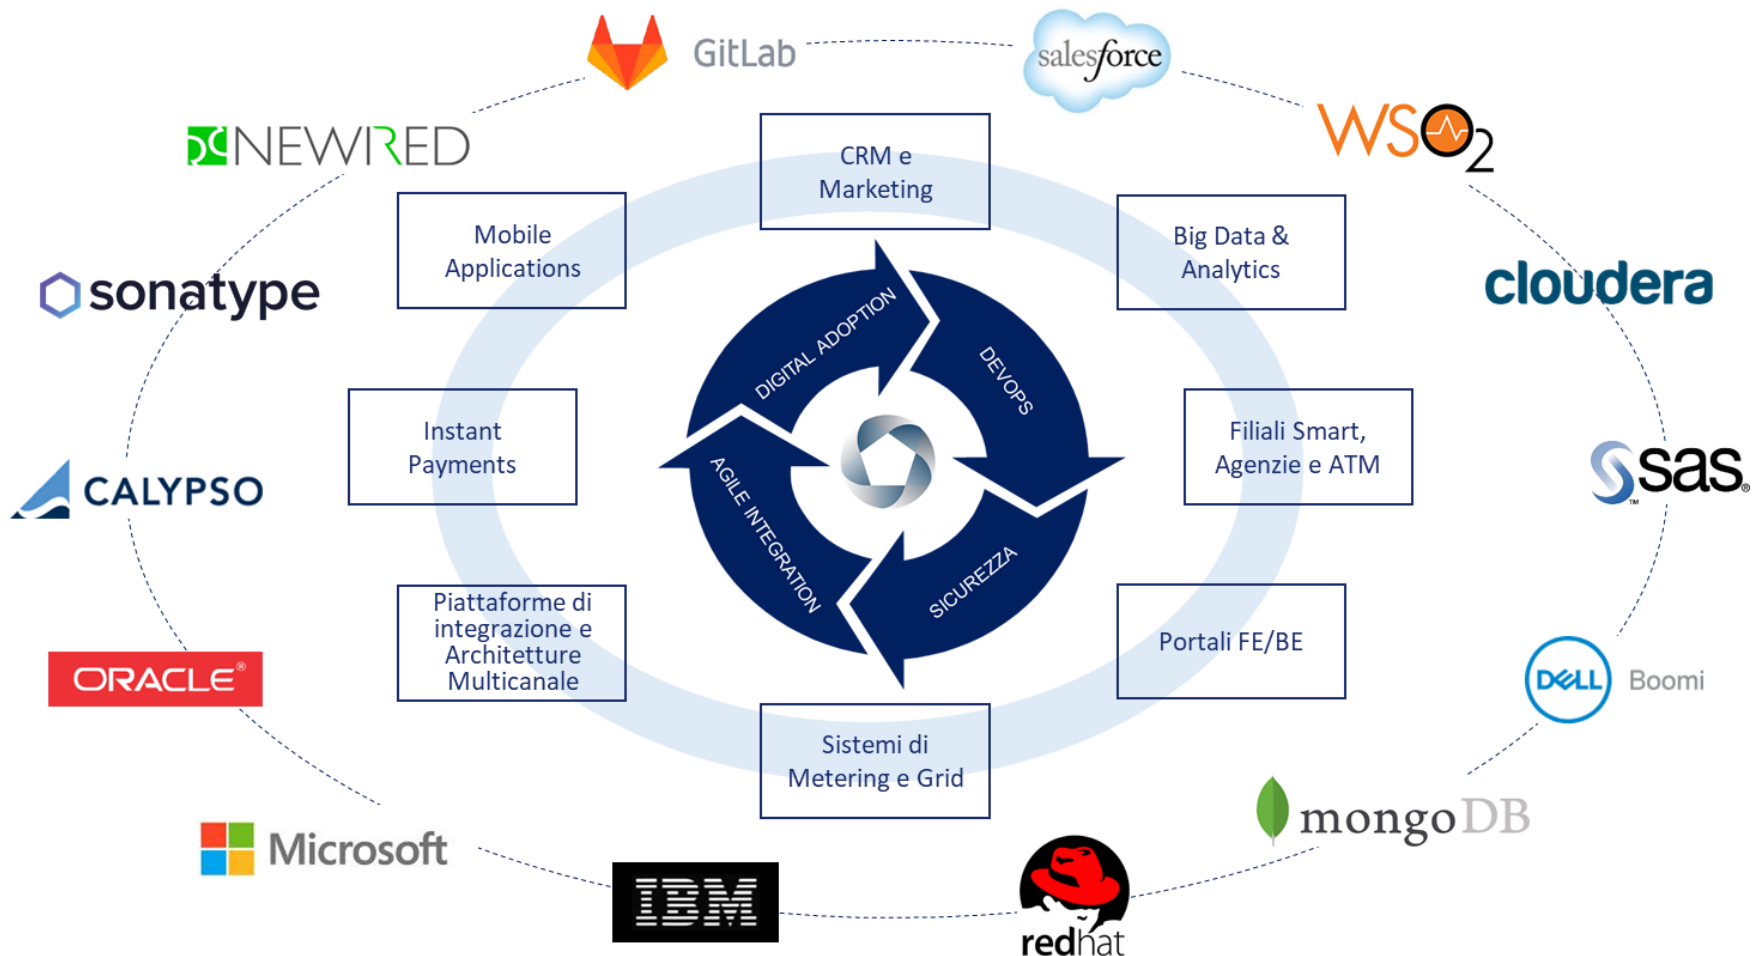 GitLab
salesforce
NEWIRED
WSO2
CRM e
Marketing
Mobile
Applications
Big Data &
Analytics
sonatype
cloudera
DIGITAL ADOPTION
DEVOPS
Instant
Payments
Filiali Smart,
Agenzie e ATM
CALYPSO
sas®
TM
AGILE INTEGRATION
SICUREZZA
Piattaforme di
integrazione e
Architetture
Multicanale
Portali FE/BE
ORACLE®
DELL Boomi
Sistemi di
Metering e Grid
mongoDB
Microsoft
IBM
redhat